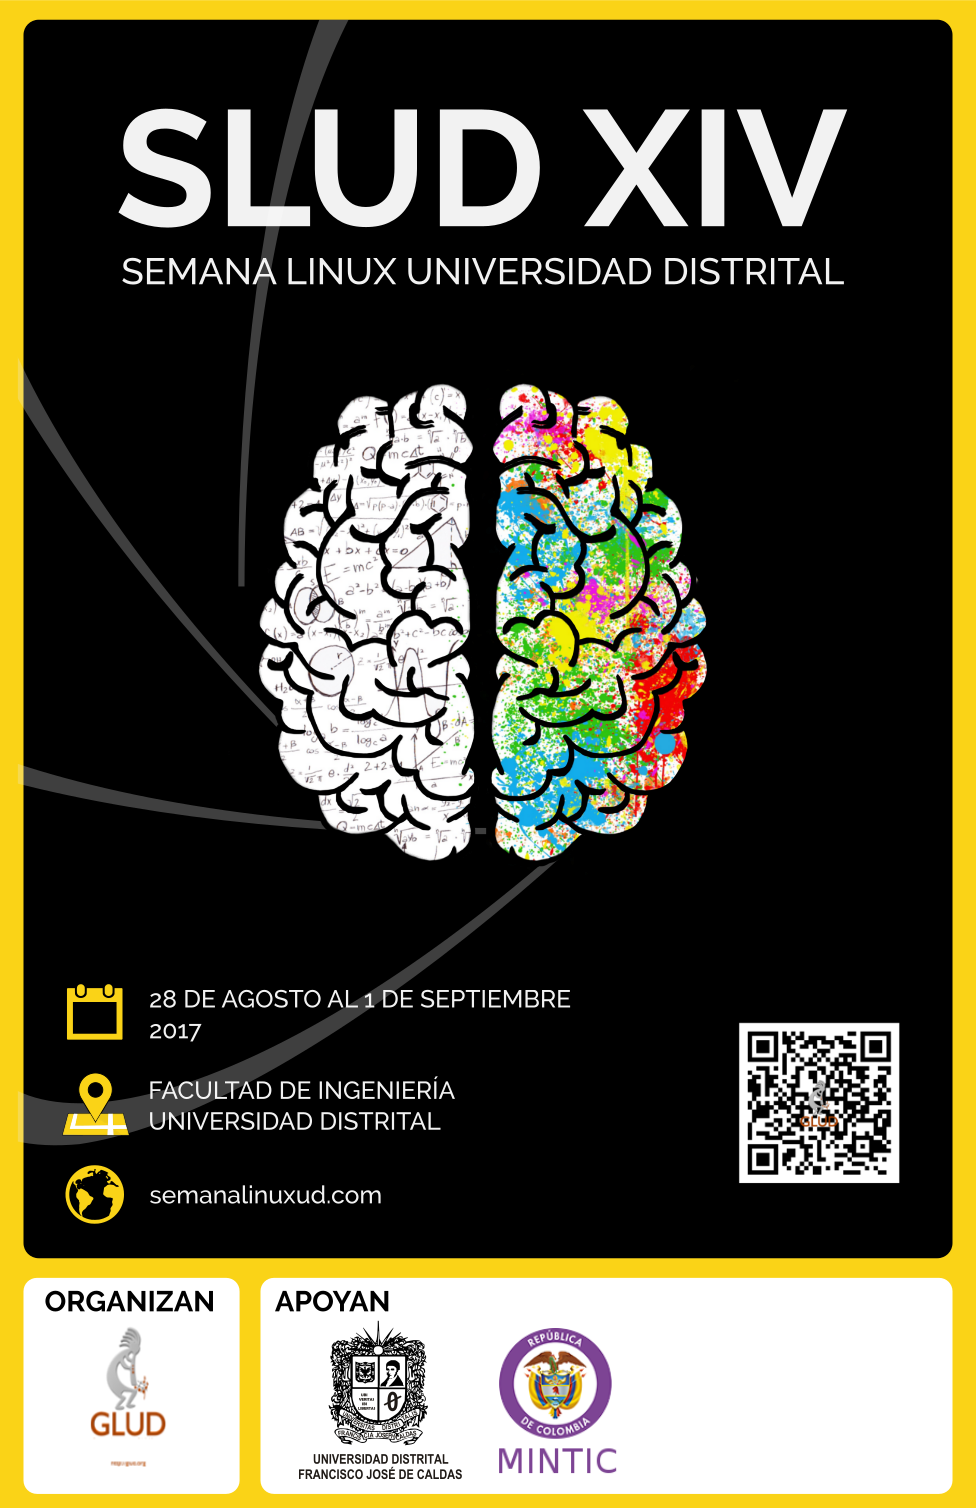 SLUD XIV
SEMANA LINUX UNIVERSIDAD DISTRITAL
28 DE AGOSTO AL 1 DE SEPTIEMBRE
2017
FACULTAD DE INGENIERÍA
UNIVERSIDAD DISTRITAL
semanalinuxud.com
GLUD
ORGANIZAN
GLUD
APOYAN
UNIVERSIDAD DISTRITAL
FRANCISCO JOSÉ DE CALDAS
REPÚBLICA
DE COLOMBIA
MINTIC